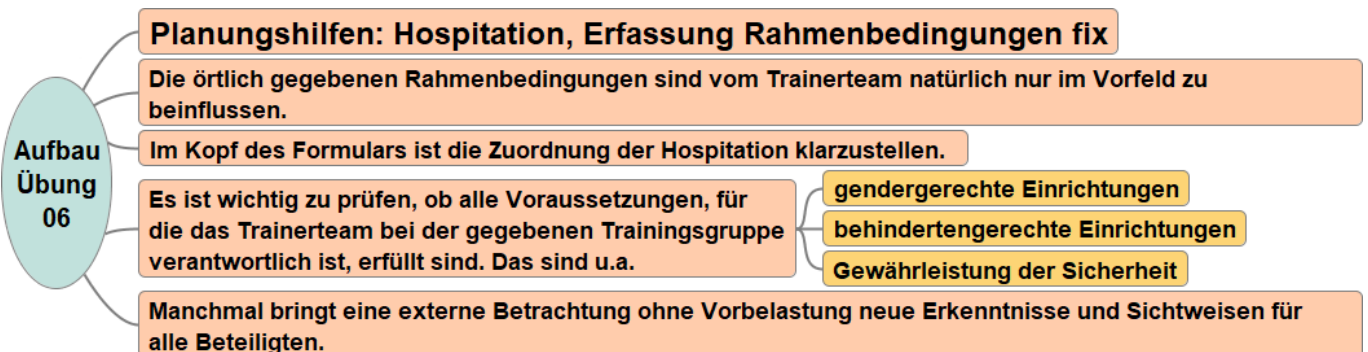 Planungshilfen: Hospitation, Erfassung Rahmenbedingungen fix
Die örtlich gegebenen Rahmenbedingungen sind vom Trainerteam natürlich nur im Vorfeld zu
beinflussen.
Im Kopf des Formulars ist die Zuordnung der Hospitation klarzustellen.
Aufbau
Übung
06
Es ist wichtig zu prüfen, ob alle Voraussetzungen, für
die das Trainerteam bei der gegebenen Trainingsgruppe
verantwortlich ist, erfüllt sind. Das sind u.a.
gendergerechte Einrichtungen
behindertengerechte Einrichtungen
Gewährleistung der Sicherheit
Manchmal bringt eine externe Betrachtung ohne Vorbelastung neue Erkenntnisse und Sichtweisen für
alle Beteiligten.